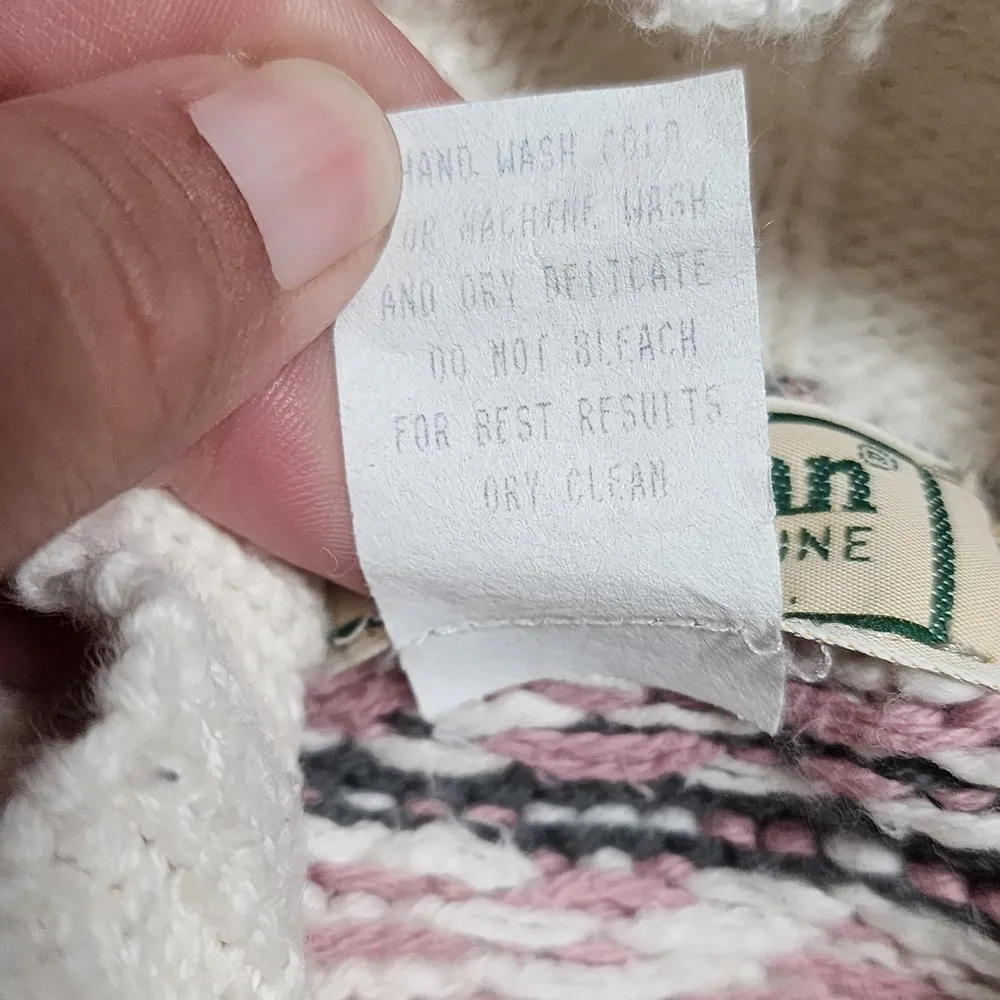 HAND WASH COLD
OR MACHINE WASH
AND DRY DELICATE
DO NOT BLEACH
FOR BEST RESULTS
DRY CLEAN